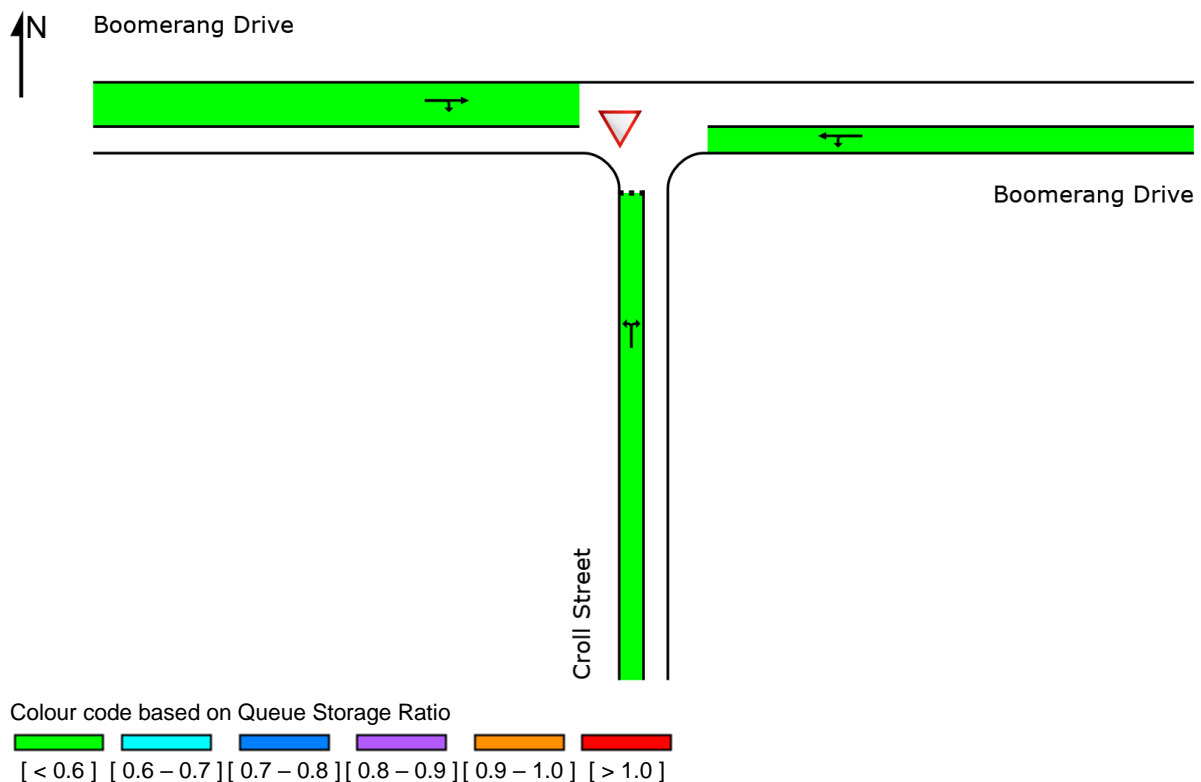 N
Boomerang Drive
Boomerang Drive
Croll Street
Colour code based on Queue Storage Ratio
[ < 0.6 ] [ 0.6 – 0.7 ] [ 0.7 – 0.8 ] [ 0.8 – 0.9 ] [ 0.9 – 1.0 ] [ > 1.0 ]